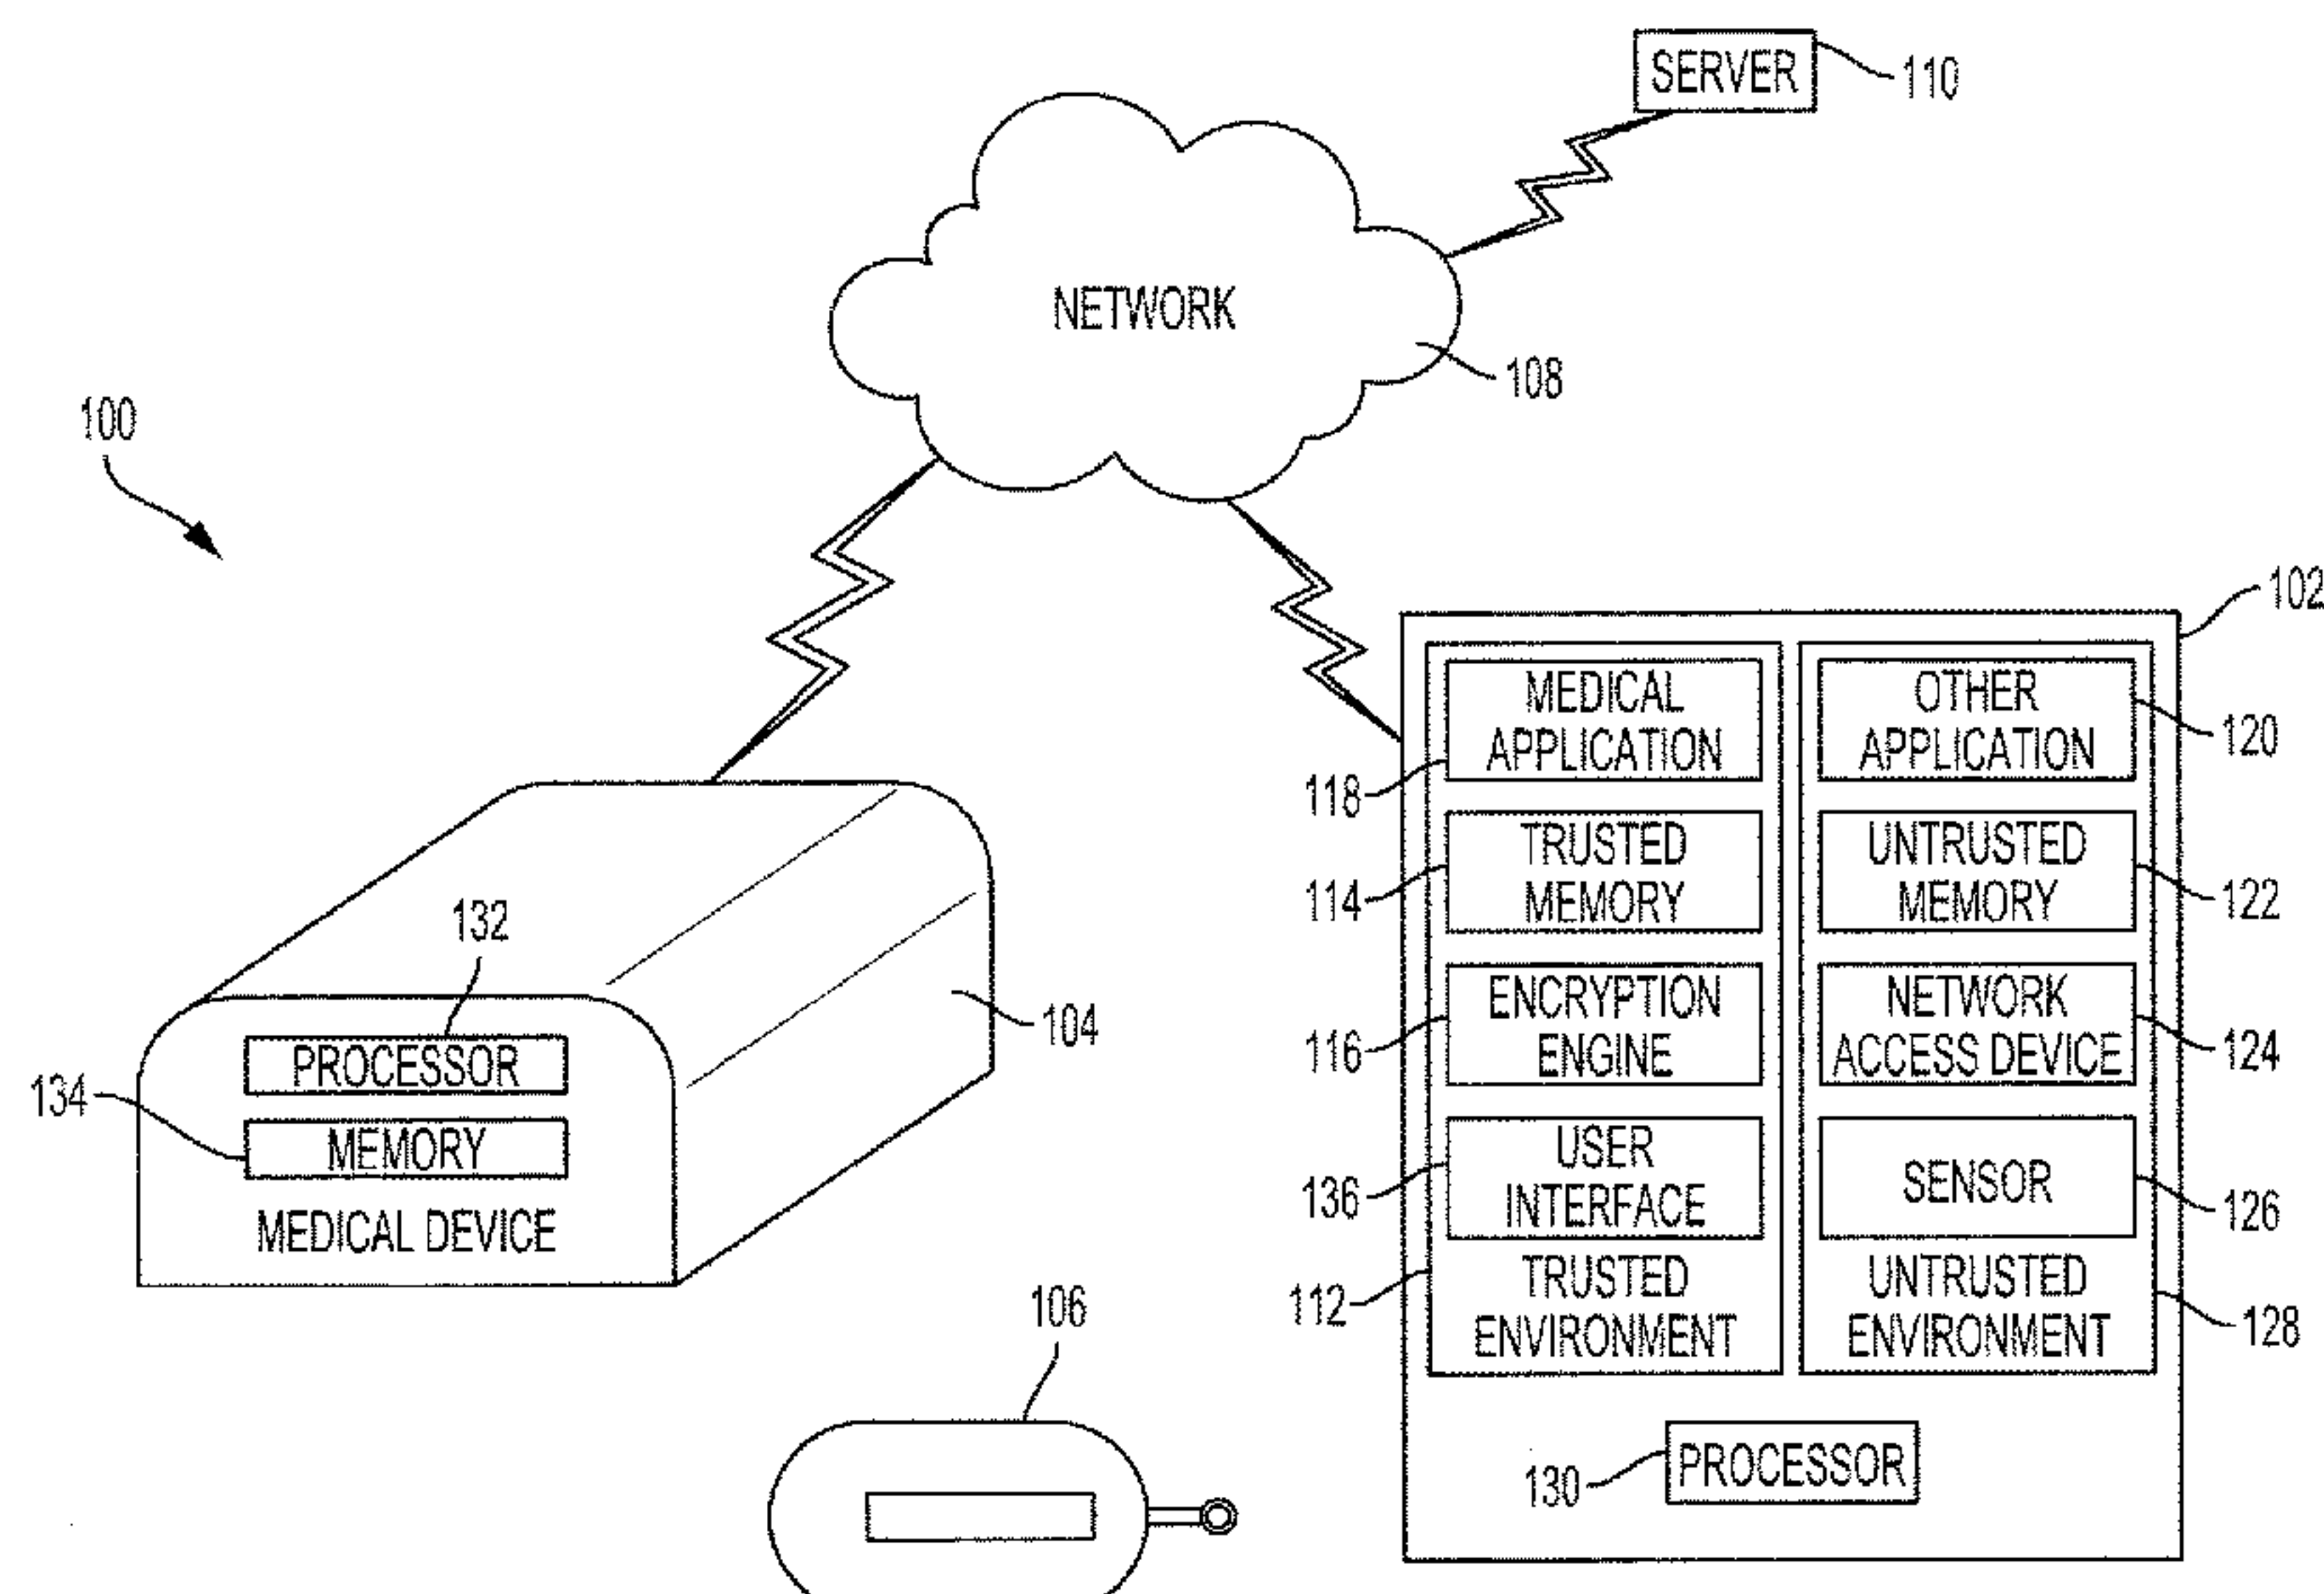 SERVER
110
NETWORK
108
100
102
MEDICAL
APPLICATION
118
OTHER
APPLICATION
120
TRUSTED
MEMORY
114
UNTRUSTED
MEMORY
122
ENCRYPTION
ENGINE
116
NETWORK
ACCESS DEVICE
124
USER
INTERFACE
136
SENSOR
126
TRUSTED
ENVIRONMENT
112
UNTRUSTED
ENVIRONMENT
128
PROCESSOR
130
132
PROCESSOR
134
MEMORY
MEDICAL DEVICE
104
106